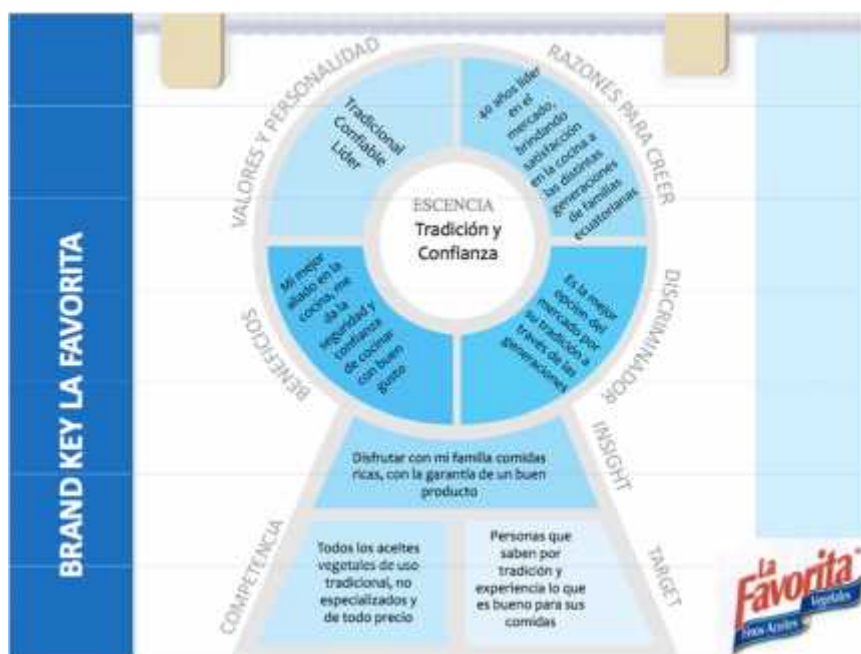 BRAND KEY LA FAVORITA
VALORES Y PERSONALIDAD
Tradicional
Confiable
Lider
RAZONES PARA CREER
40 años lider
en el
mercado,
brindando
satisfacción
en la cocina a
las distintas
generaciones
de familias
ecuatorianas
ESCENCIA
Tradición y
Confianza
BENEFICIOS
Mi mejor
aliado en la
cocina, me
da la
seguridad y
confianza
de cocinar
con buen
gusto
DISCRIMINADOR
Es la mejor
opcion del
mercado por
su tradición a
través de las
generaciones
INSIGHT
Disfrutar con mi familia comidas
ricas, con la garantía de un buen
producto
COMPETENCIA
Todos los aceites
vegetales de uso
tradicional, no
especializados y
de todo precio
TARGET
Personas que
saben por
tradición y
experiencia lo que
es bueno para sus
comidas
La
Favorita
Finos Aceites
Vegetales